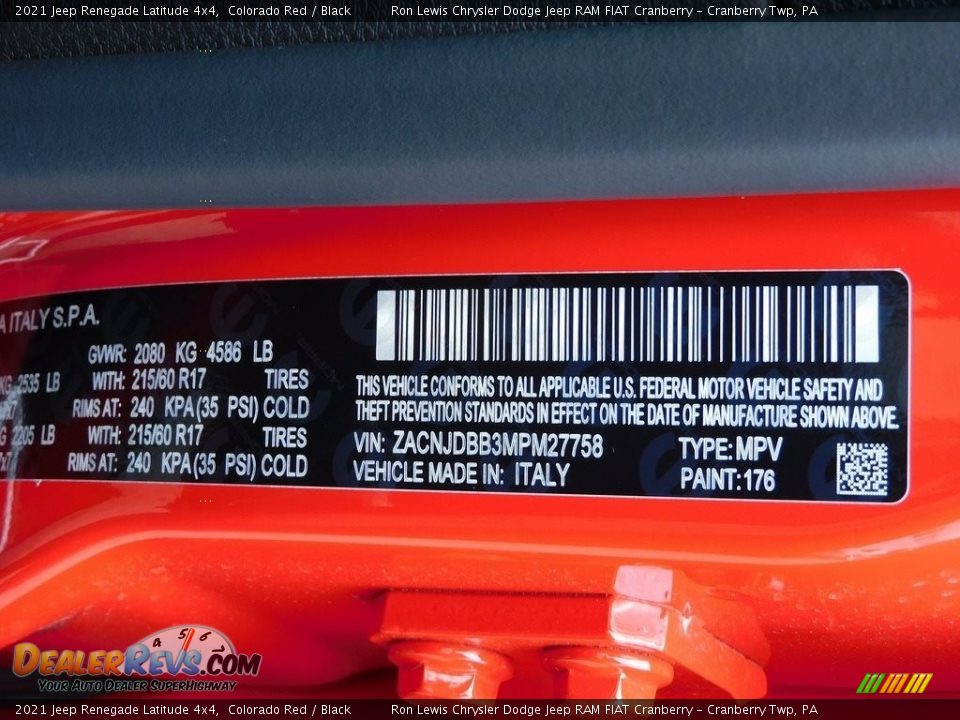 2021 Jeep Renegade Latitude 4x4, Colorado Red / Black Ron Lewis Chrysler Dodge Jeep RAM FIAT Cranberry - Cranberry Twp, PA
A ITALY S.P.A.
GVWR: 2080 KG 4586 LB
KG 2535 LB WITH: 215/60 R17 TIRES
RIMS AT: 240 KPA (35 PSI) COLD
G 2205 LB WITH: 215/60 R17 TIRES
RIMS AT: 240 KPA (35 PSI) COLD
THIS VEHICLE CONFORMS TO ALL APPLICABLE U.S. FEDERAL MOTOR VEHICLE SAFETY AND
THEFT PREVENTION STANDARDS IN EFFECT ON THE DATE OF MANUFACTURE SHOWN ABOVE.
VIN: ZACNJDBB3MPM27758 TYPE: MPV
VEHICLE MADE IN: ITALY PAINT: 176
4 5 6
DEALERREVS.COM
YOUR AUTO DEALER SUPERHIGHWAY
2021 Jeep Renegade Latitude 4x4, Colorado Red / Black Ron Lewis Chrysler Dodge Jeep RAM FIAT Cranberry - Cranberry Twp, PA